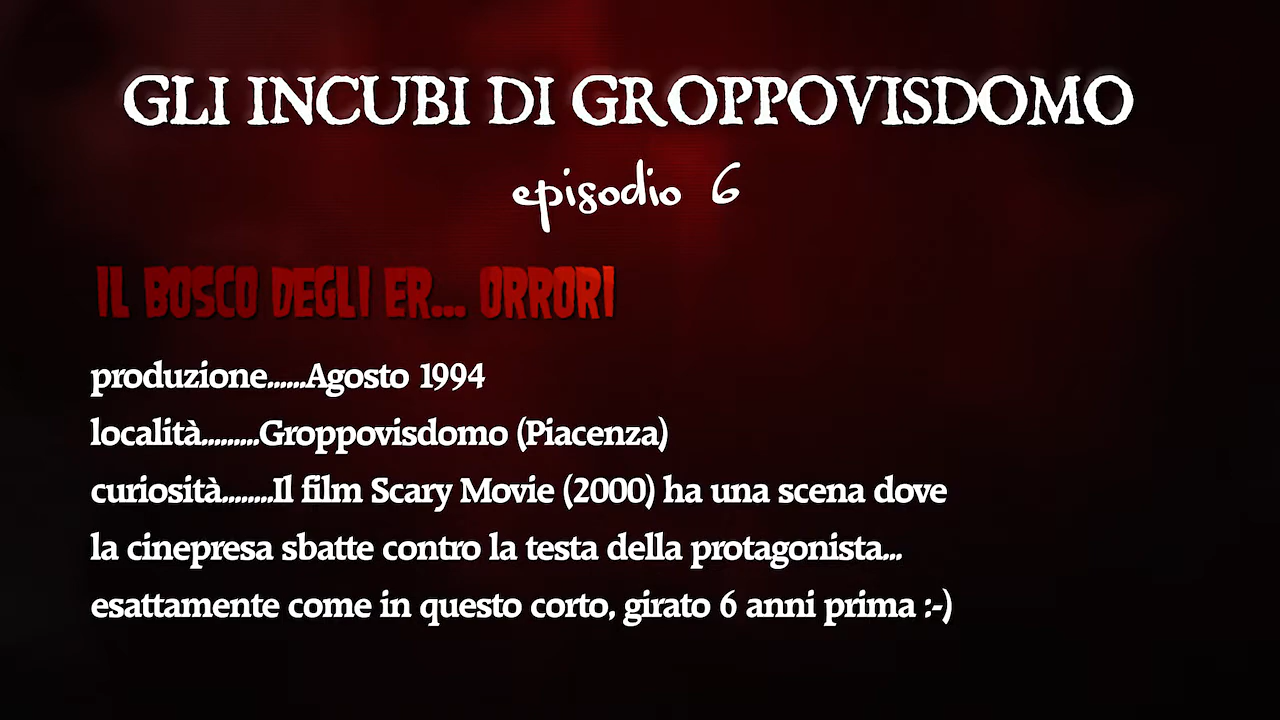 GLI INCUBI DI GROPPOVISDOMO
episodio 6
IL BOSCO DEGLI ER... ORRORI
produzione......Agosto 1994
località.........Groppovisdomo (Piacenza)
curiosità........Il film Scary Movie (2000) ha una scena dove
la cinepresa sbatte contro la testa della protagonista...
esattamente come in questo corto, girato 6 anni prima :-)